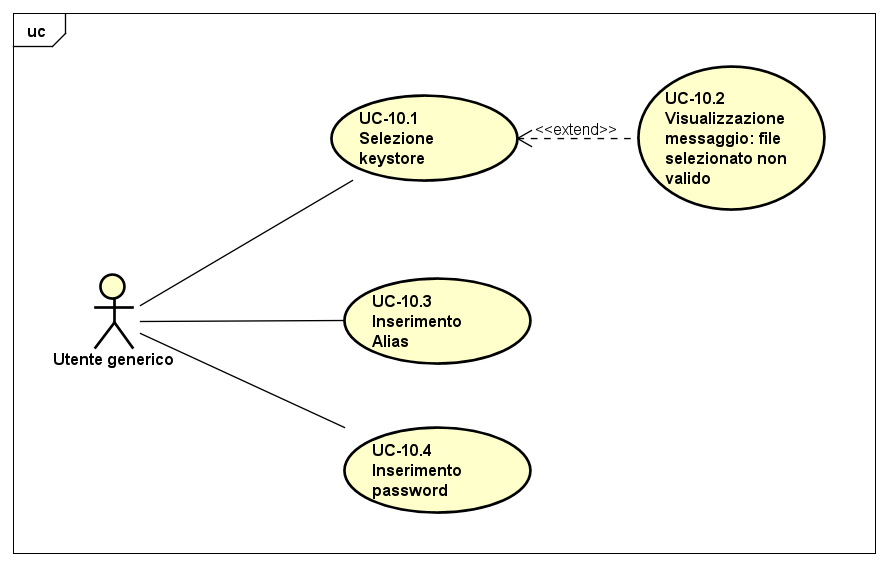 uc
UC-10.1
Selezione
keystore
<<extend>>
UC-10.2
Visualizzazione
messaggio: file
selezionato non
valido
UC-10.3
Inserimento
Alias
Utente generico
UC-10.4
Inserimento
password